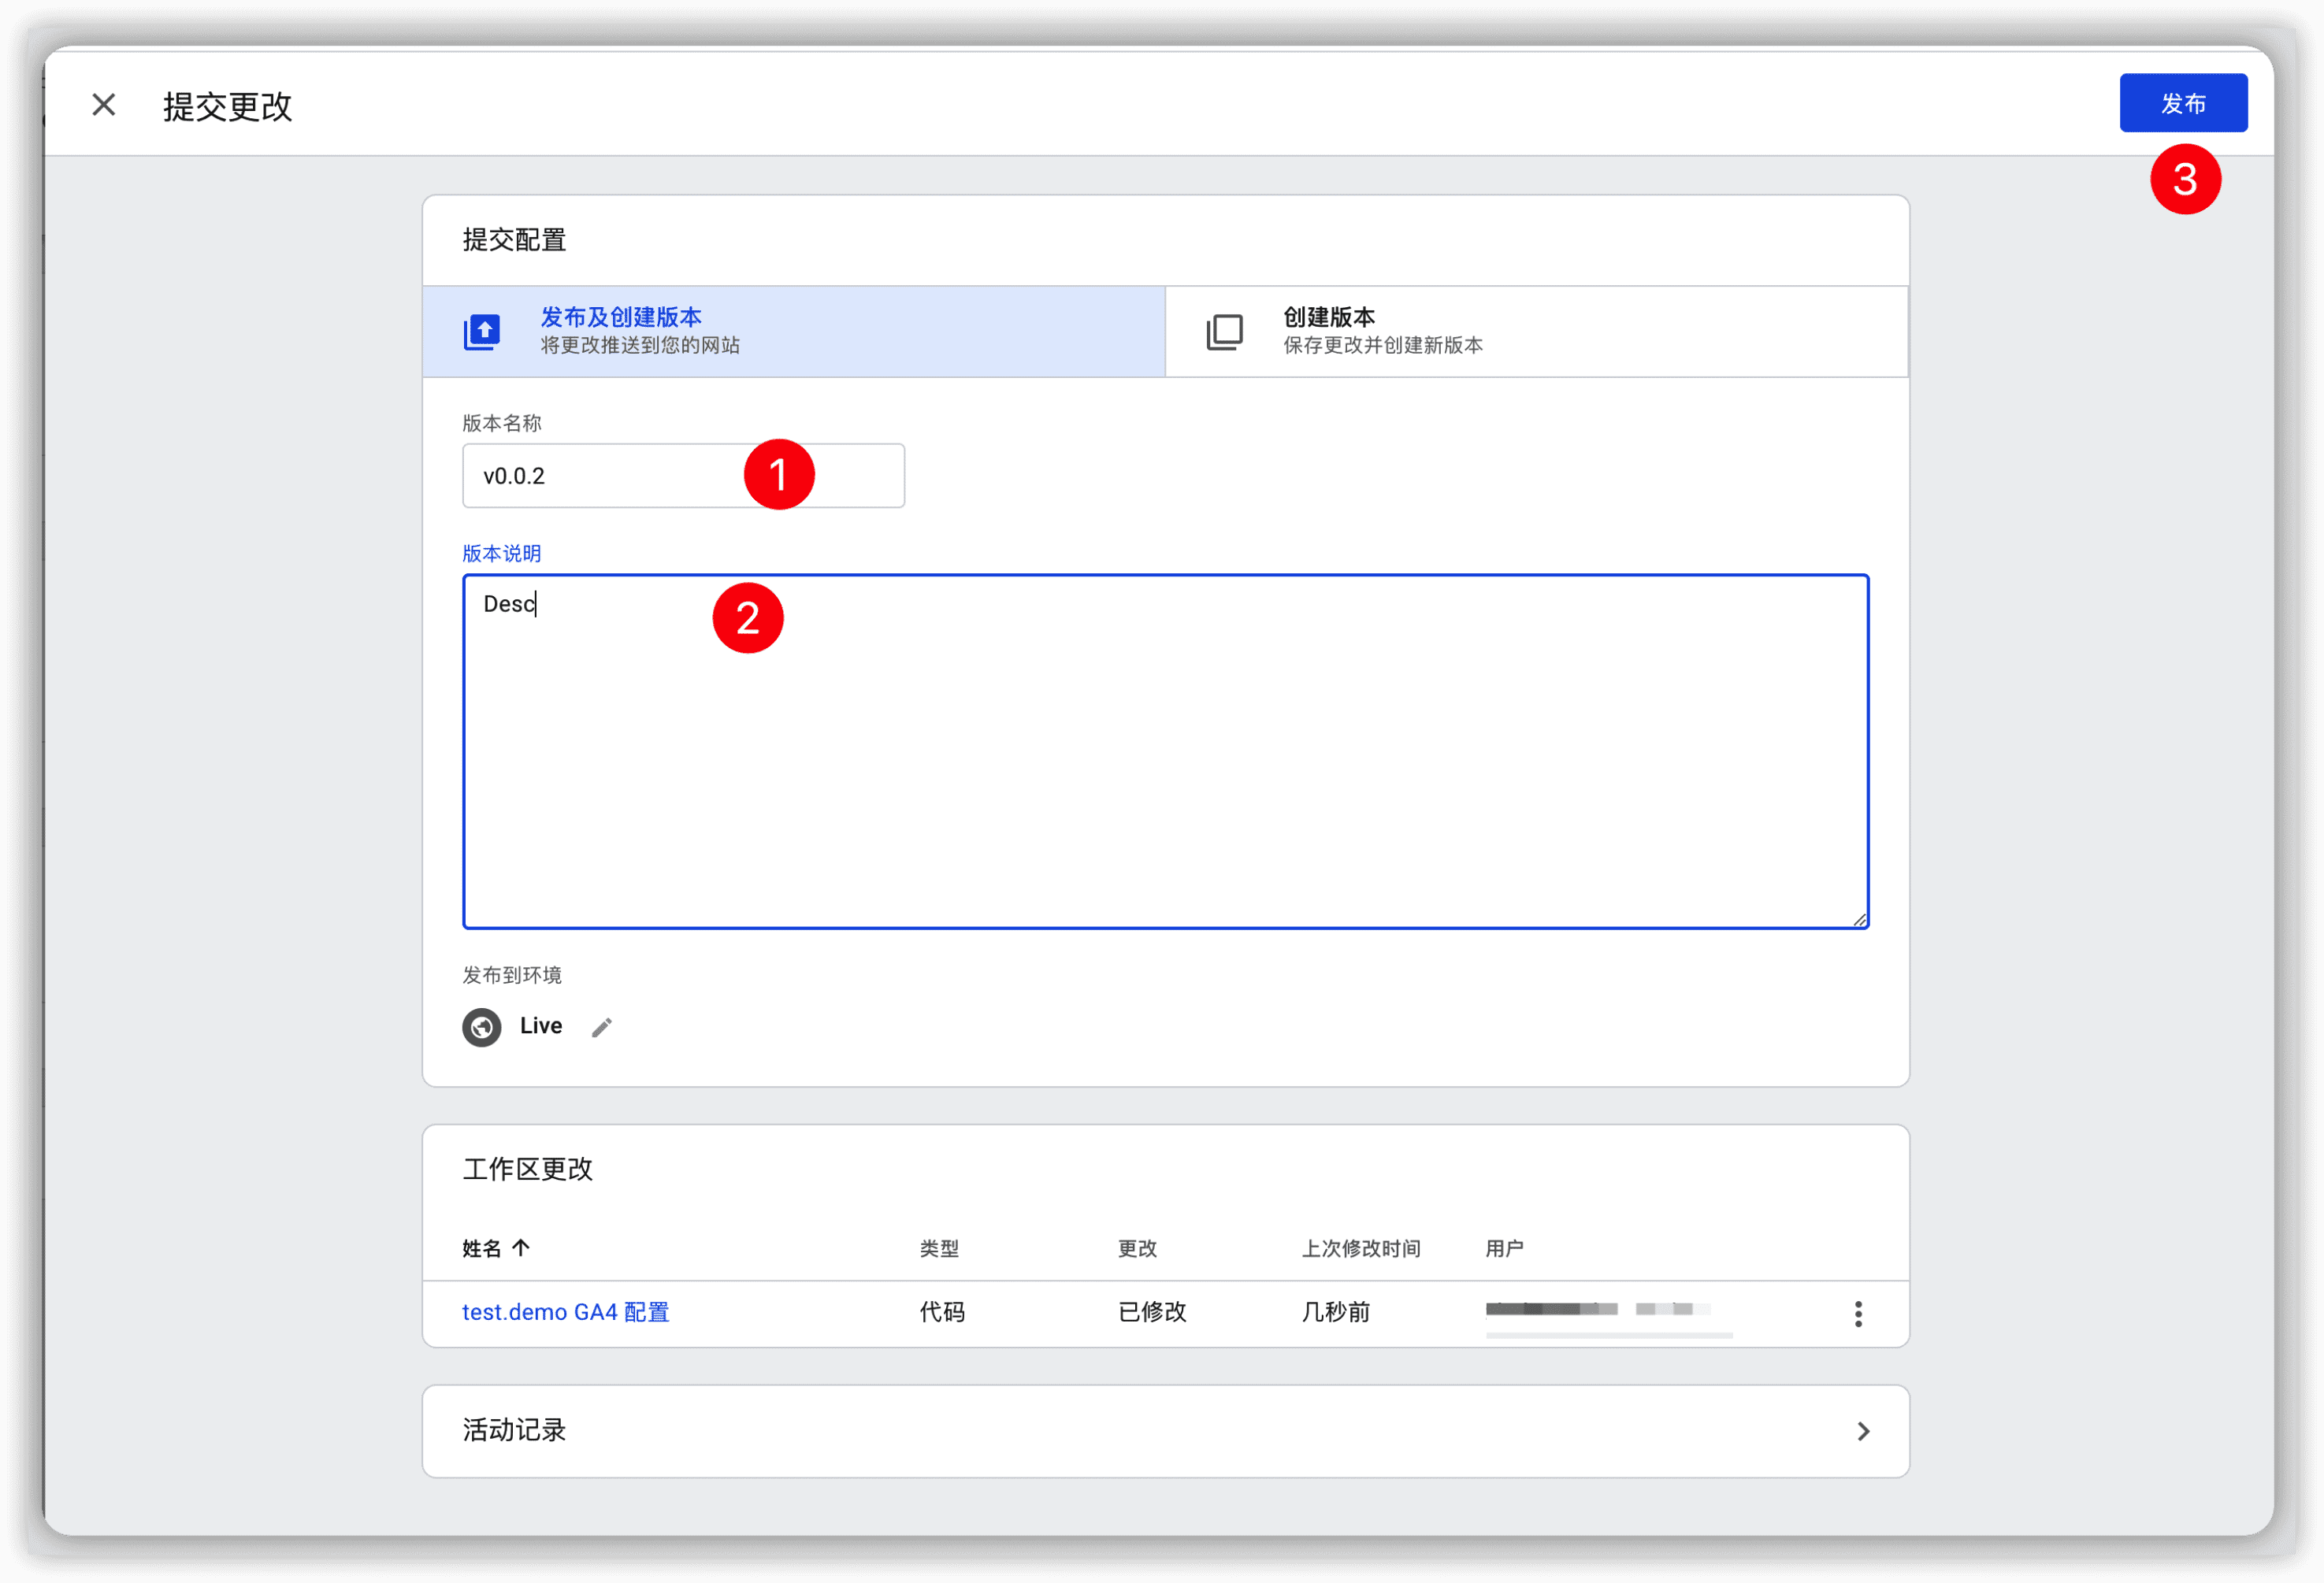 提交更改
发布
3
提交配置
发布及创建版本
将更改推送到您的网站
创建版本
保存更改并创建新版本
版本名称
v0.0.2
1
版本说明
Desc
2
发布到环境
Live
工作区更改
姓名 类型 更改 上次修改时间 用户
test.demo GA4 配置 代码 已修改 几秒前
活动记录